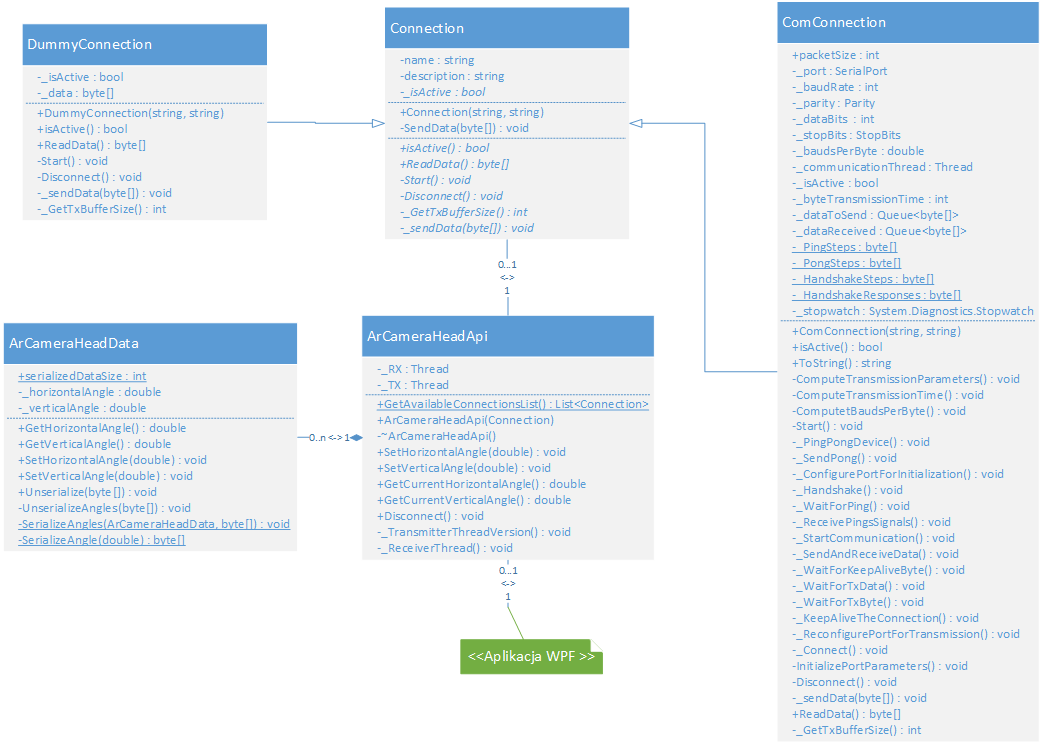 DummyConnection
-_isActive : bool
-_data : byte[]
+DummyConnection(string, string)
+isActive() : bool
+ReadData() : byte[]
-Start() : void
-Disconnect() : void
-_sendData(byte[]) : void
-_GetTxBufferSize() : int
Connection
-name : string
-description : string
-_isActive : bool
+Connection(string, string)
-SendData(byte[]) : void
+isActive() : bool
+ReadData() : byte[]
-Start() : void
-Disconnect() : void
-_GetTxBufferSize() : int
-_sendData(byte[]) : void
0...1
<->
1
ArCameraHeadData
+serializedDataSize : int
-_horizontalAngle : double
-_verticalAngle : double
+GetHorizontalAngle() : double
+GetVerticalAngle() : double
+SetHorizontalAngle(double) : void
+SetVerticalAngle(double) : void
+Unserialize(byte[]) : void
-UnserializeAngles(byte[]) : void
-SerializeAngles(ArCameraHeadData, byte[]) : void
-SerializeAngle(double) : byte[]
0..n <-> 1
ArCameraHeadApi
-_RX : Thread
-_TX : Thread
+GetAvailableConnectionsList() : List<Connection>
+ArCameraHeadApi(Connection)
-~ArCameraHeadApi()
+SetHorizontalAngle(double) : void
+SetVerticalAngle(double) : void
+GetCurrentHorizontalAngle() : double
+GetCurrentVerticalAngle() : double
+Disconnect() : void
-_TransmitterThreadVersion() : void
-_ReceiverThread() : void
0...1
<->
1
<<Aplikacja WPF >>
ComConnection
+packetSize : int
-_port : SerialPort
-_baudRate : int
-_parity : Parity
-_dataBits : int
-_stopBits : StopBits
-_baudsPerByte : double
-_communicationThread : Thread
-_isActive : bool
-_byteTransmissionTime : int
-_dataToSend : Queue<byte[]>
-_dataReceived : Queue<byte[]>
-_PingSteps : byte[]
-_PongSteps : byte[]
-_HandshakeSteps : byte[]
-_HandshakeResponses : byte[]
-_stopwatch : System.Diagnostics.Stopwatch
+ComConnection(string, string)
+isActive() : bool
+ToString() : string
-ComputeTransmissionParameters() : void
-ComputeTransmissionTime() : void
-ComputetBaudsPerByte() : void
-Start() : void
-_PingPongDevice() : void
-_SendPong() : void
-_ConfigurePortForInitialization() : void
-_Handshake() : void
-_WaitForPing() : void
-_ReceivePingsSignals() : void
-_StartCommunication() : void
-_SendAndReceiveData() : void
-_WaitForKeepAliveByte() : void
-_WaitForTxData() : void
-_WaitForTxByte() : void
-_KeepAliveTheConnection() : void
-_ReconfigurePortForTransmission() : void
-_Connect() : void
-InitializePortParameters() : void
-Disconnect() : void
-_sendData(byte[]) : void
+ReadData() : byte[]
-_GetTxBufferSize() : int